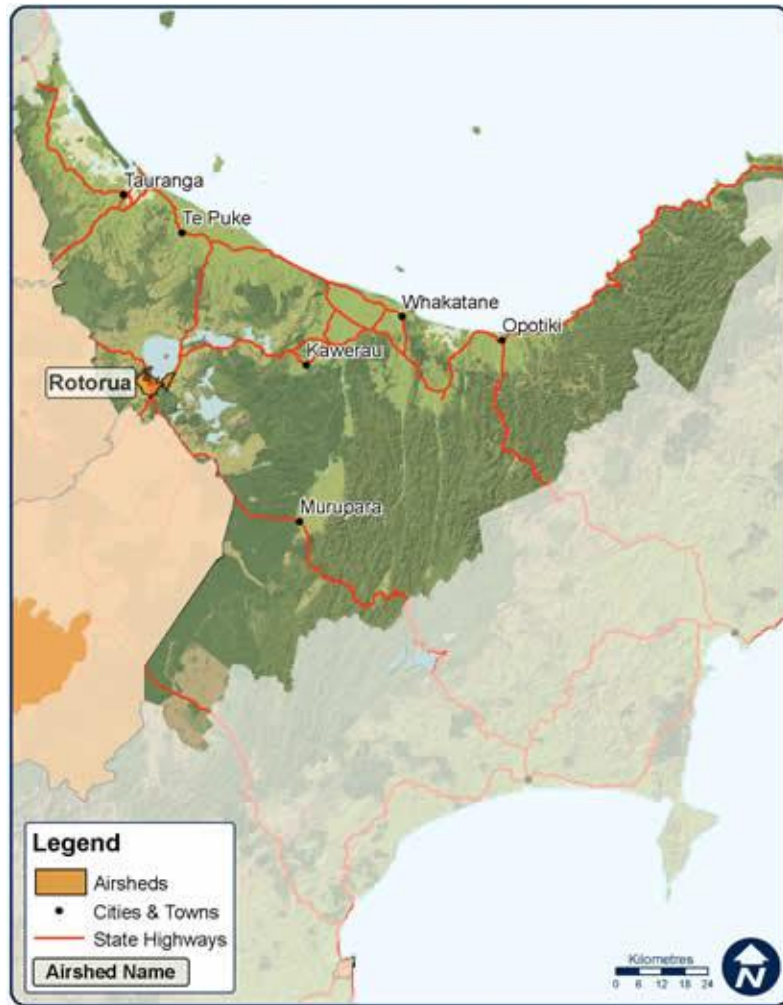 Tauranga
Te Puke
Whakatane
Opotiki
Kawerau
Rotorua
Murupara
Legend
Airsheds
Cities & Towns
State Highways
Airshed Name
Kilometres
0 6 12 18 24
N